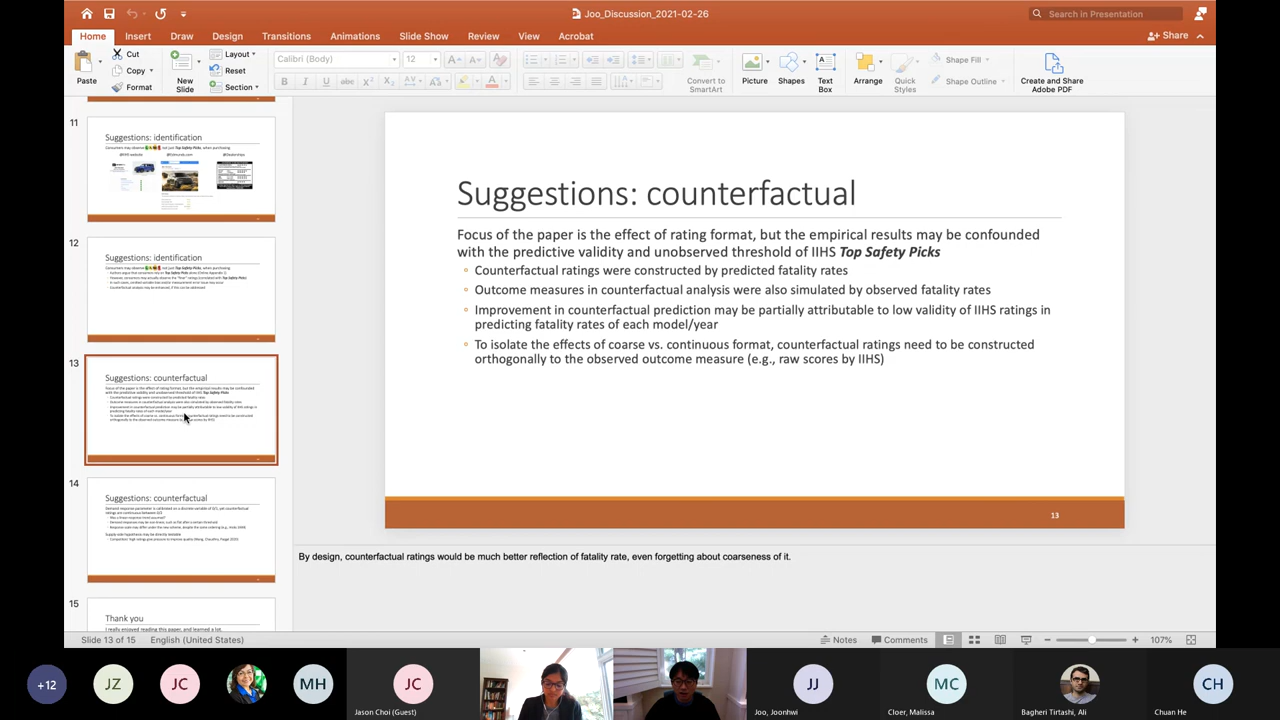 Joo_Discussion_2021-02-26
Search in Presentation
Home Insert Draw Design Transitions Animations Slide Show Review View Acrobat
Share
Paste
Cut
Copy
Format
New Slide
Layout
Reset
Section
Calibri (Body) 12
Convert to SmartArt
Picture
Shapes
Text Box
Arrange
Quick Styles
Shape Fill
Shape Outline
Create and Share Adobe PDF
11
Suggestions: identification
12
Suggestions: identification
13
Suggestions: counterfactual
14
Suggestions: counterfactual
15
Thank you
I really enjoyed reading this paper, and learned a lot.
Suggestions: counterfactual
Focus of the paper is the effect of rating format, but the empirical results may be confounded
with the predictive validity and unobserved threshold of IIHS Top Safety Picks
Counterfactual ratings were constructed by predicted fatality rates
Outcome measures in counterfactual analysis were also simulated by observed fatality rates
Improvement in counterfactual prediction may be partially attributable to low validity of IIHS ratings in
predicting fatality rates of each model/year
To isolate the effects of coarse vs. continuous format, counterfactual ratings need to be constructed
orthogonally to the observed outcome measure (e.g., raw scores by IIHS)
13
By design, counterfactual ratings would be much better reflection of fatality rate, even forgetting about coarseness of it.
Slide 13 of 15 English (United States)
Notes Comments 107%
+12 JZ JC MH JC JJ MC CH
Jason Choi (Guest) Joo, Joonhwi Cloer, Malissa Bagheri Tirtashi, Ali Chuan He